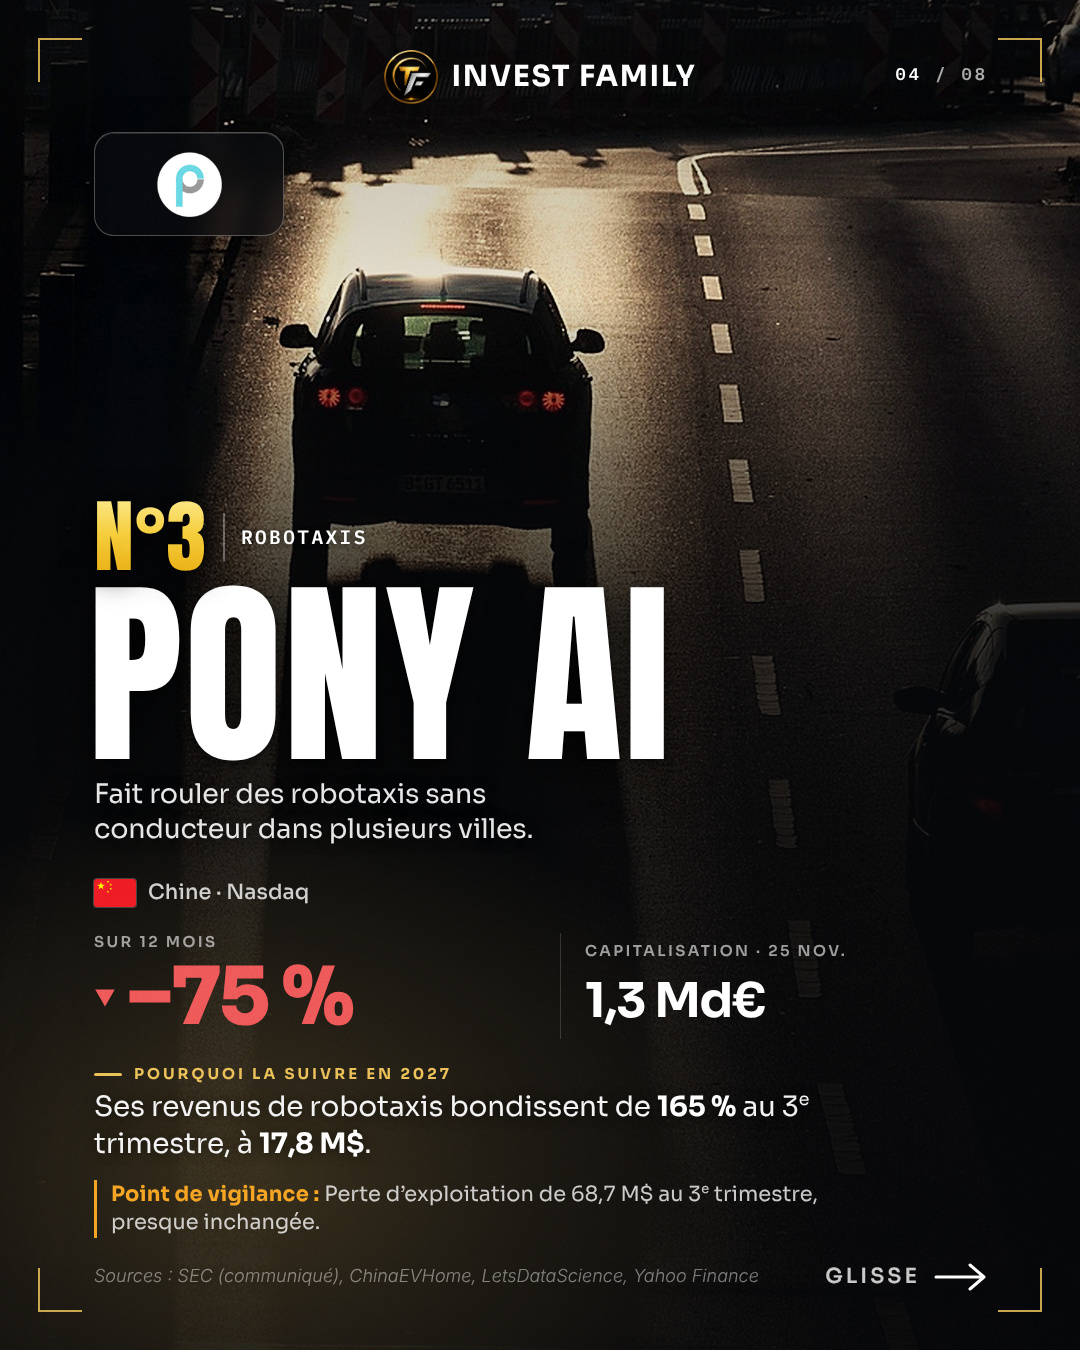 INVEST FAMILY
04 / 08
N°3
ROBOTAXIS
PONY AI
Fait rouler des robotaxis sans
conducteur dans plusieurs villes.
Chine · Nasdaq
SUR 12 MOIS
▼ −75 %
CAPITALISATION · 25 NOV.
1,3 Md€
POURQUOI LA SUIVRE EN 2027
Ses revenus de robotaxis bondissent de 165 % au 3e
trimestre, à 17,8 M$.
Point de vigilance : Perte d’exploitation de 68,7 M$ au 3e trimestre,
presque inchangée.
Sources : SEC (communiqué), ChinaEVHome, LetsDataScience, Yahoo Finance
GLISSE